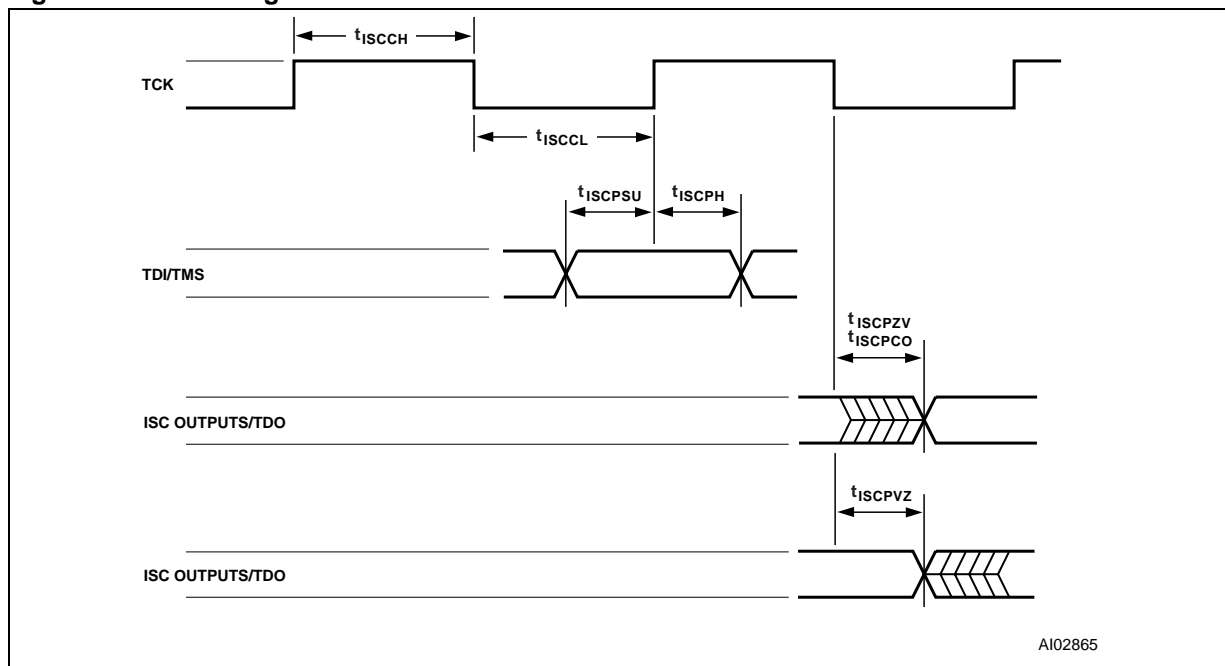 tISCCH
TCK
tISCCL
tISCPSU
tISCPH
TDI/TMS
tISCPZV
tISCPCO
ISC OUTPUTS/TDO
tISCPVZ
ISC OUTPUTS/TDO
AI02865